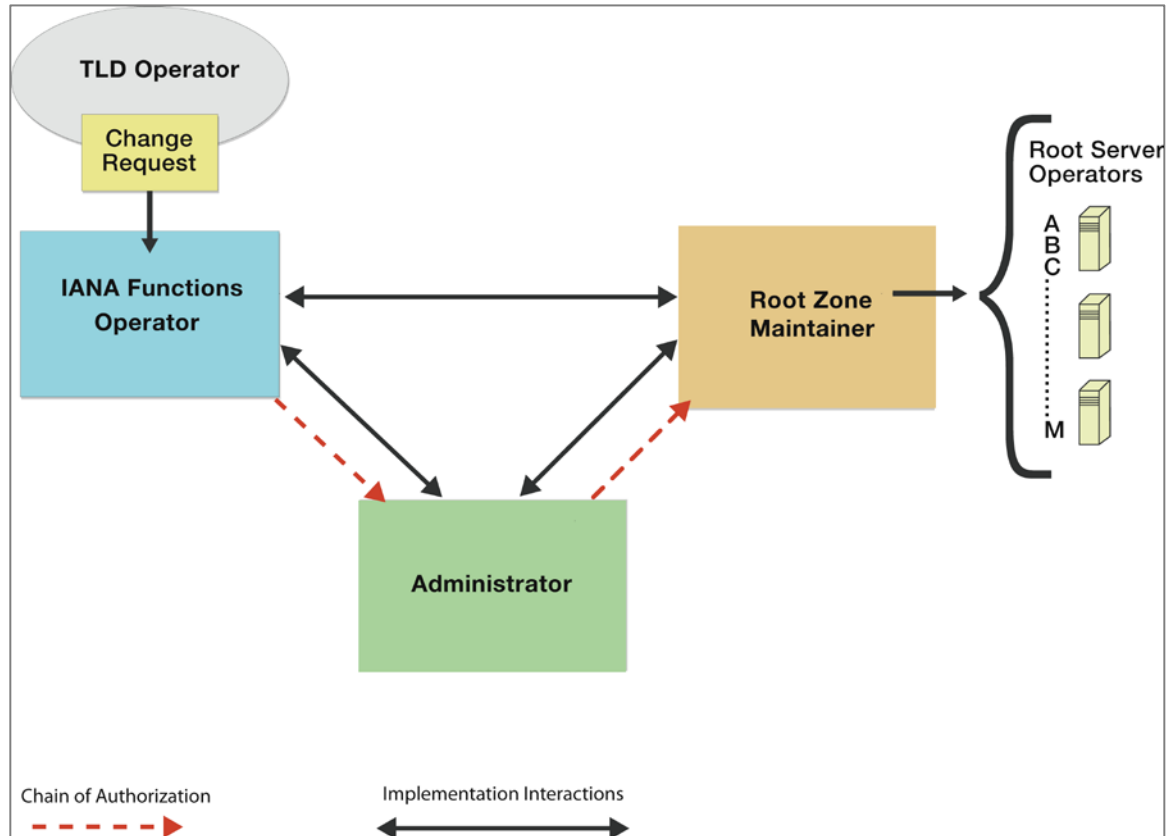 TLD Operator
Change
Request
IANA Functions
Operator
Root Zone
Maintainer
Root Server
Operators
A
B
C
M
Administrator
Chain of Authorization
Implementation Interactions